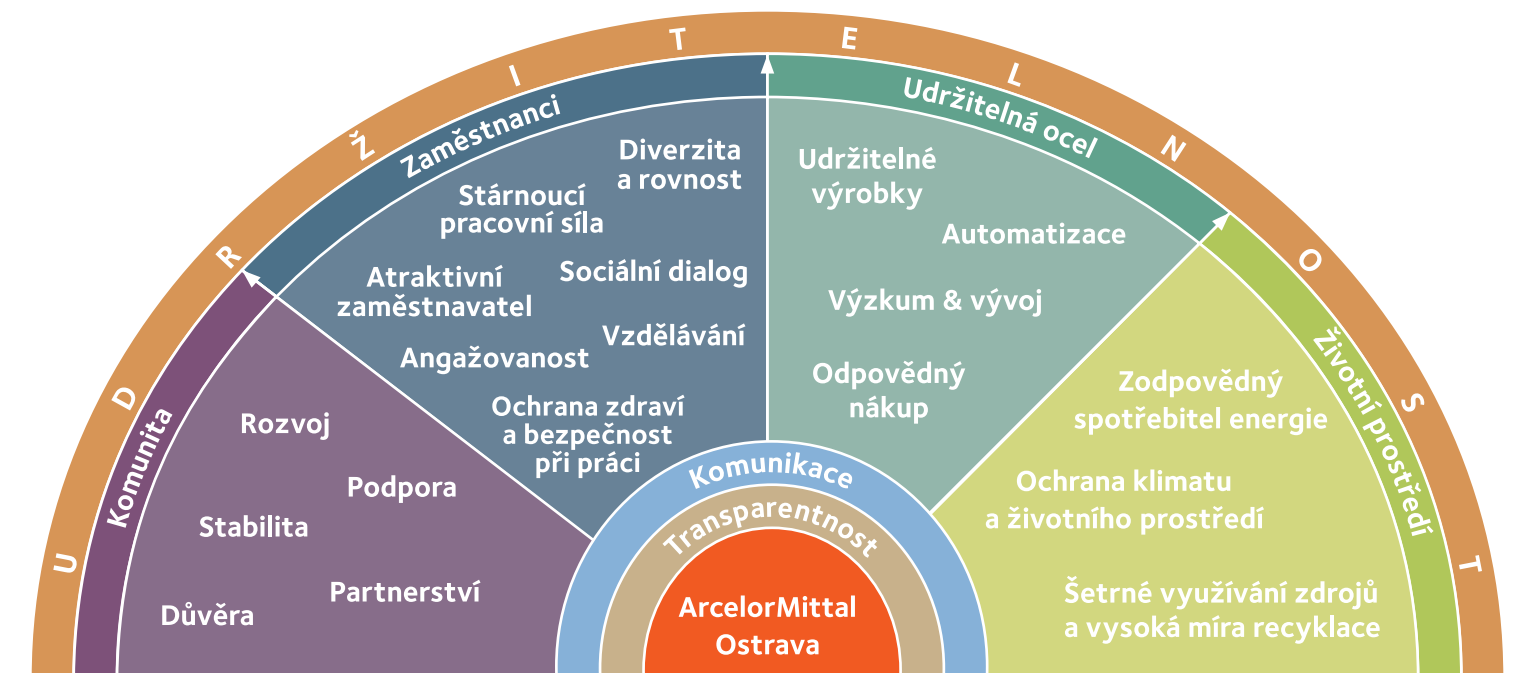 UDRŽITELNOST
Komunita
Rozvoj
Podpora
Stabilita
Partnerství
Důvěra
Zaměstnanci
Diverzita
a rovnost
Stárnoucí
pracovní síla
Atraktivní
zaměstnavatel
Sociální dialog
Vzdělávání
Angažovanost
Ochrana zdraví
a bezpečnost
při práci
Udržitelná ocel
Udržitelné
výrobky
Automatizace
Výzkum & vývoj
Odpovědný
nákup
Životní prostředí
Zodpovědný
spotřebitel energie
Ochrana klimatu
a životního prostředí
Šetrné využívání zdrojů
a vysoká míra recyklace
Komunikace
Transparentnost
ArcelorMittal
Ostrava